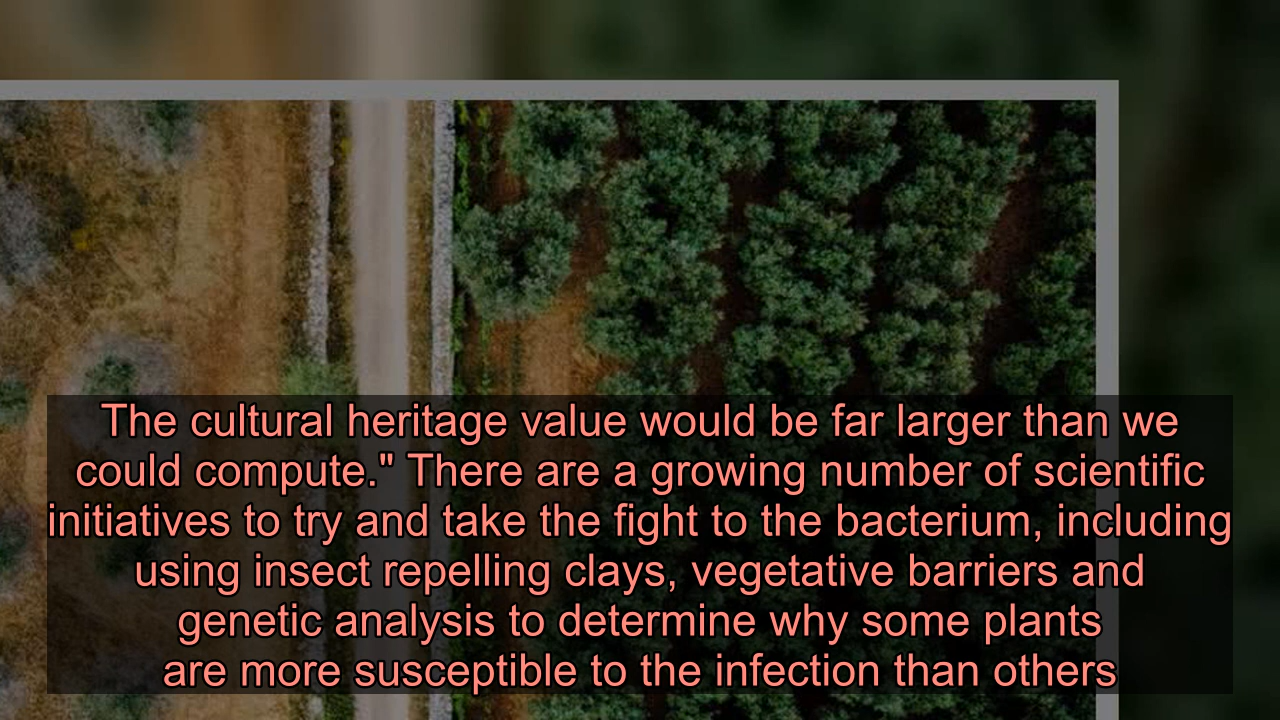 The cultural heritage value would be far larger than we
could compute." There are a growing number of scientific
initiatives to try and take the fight to the bacterium, including
using insect repelling clays, vegetative barriers and
genetic analysis to determine why some plants
are more susceptible to the infection than others